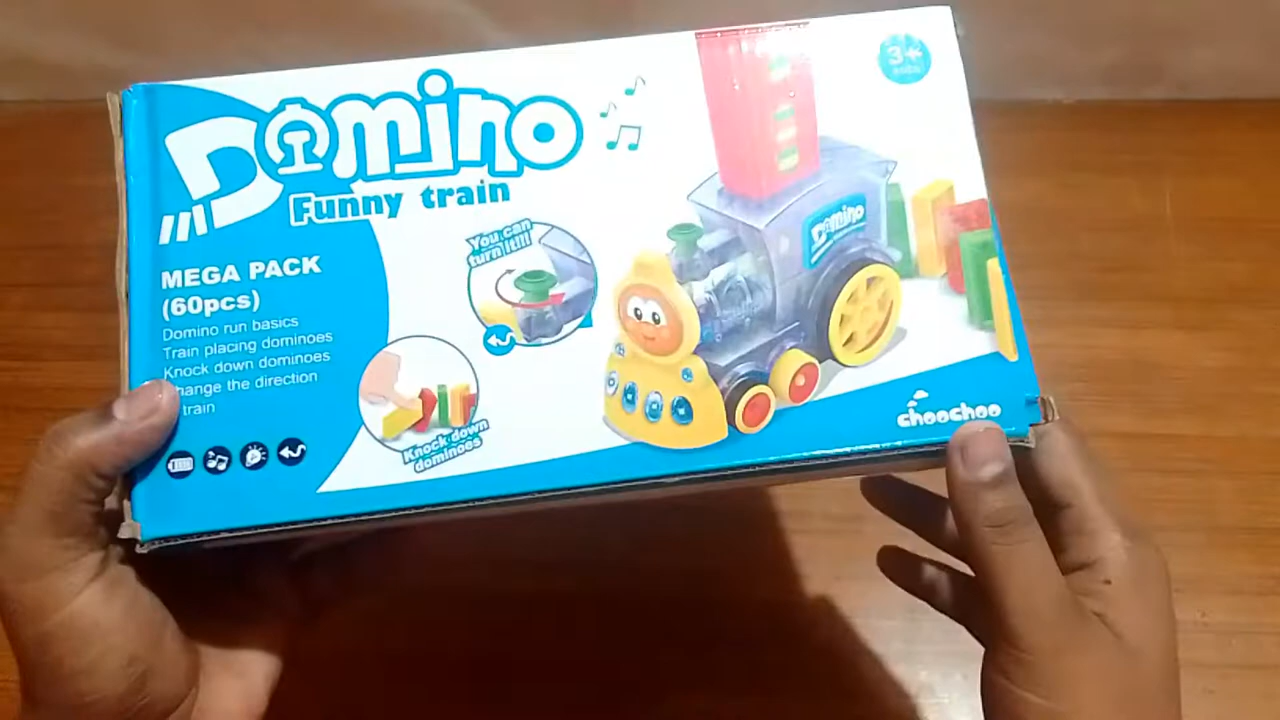 Domino
Funny train
MEGA PACK
(60pcs)
Domino run basics
Train placing dominoes
Knock down dominoes
hange the direction
train
You can
turn it!!!
Knock down
dominoes
3+
Domino
choochoo